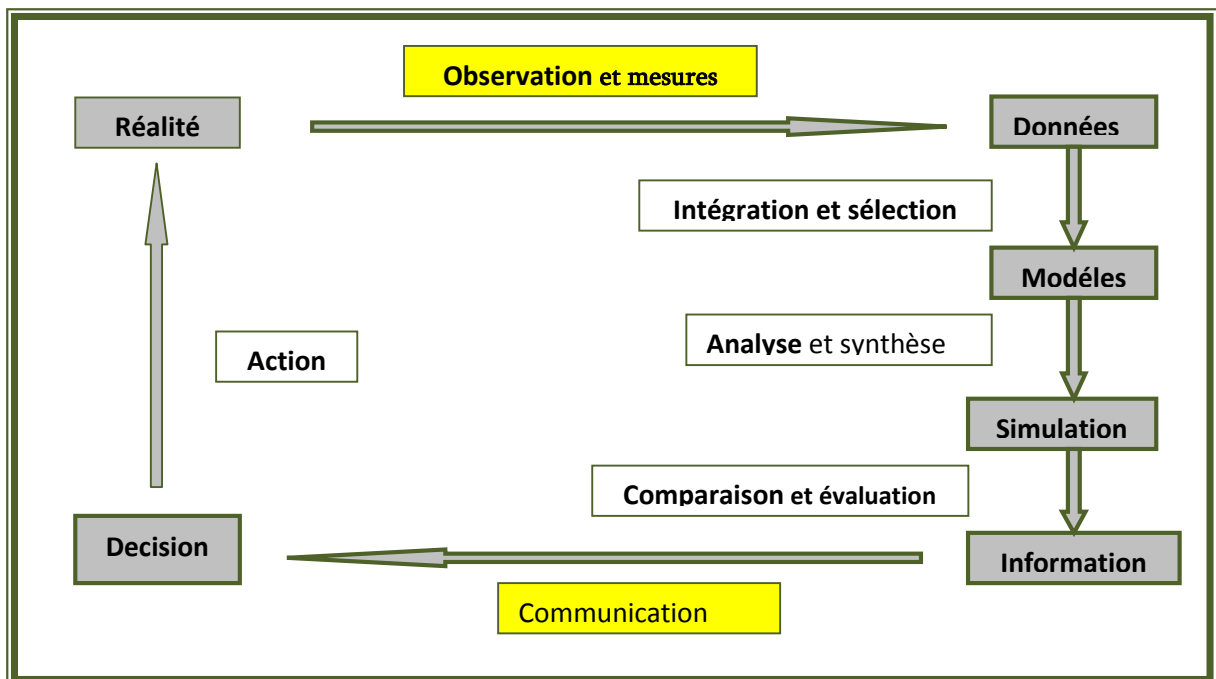 Observation et mesures
Réalité
Données
Intégration et sélection
Modéles
Analyse et synthèse
Action
Simulation
Comparaison et évaluation
Decision
Information
Communication